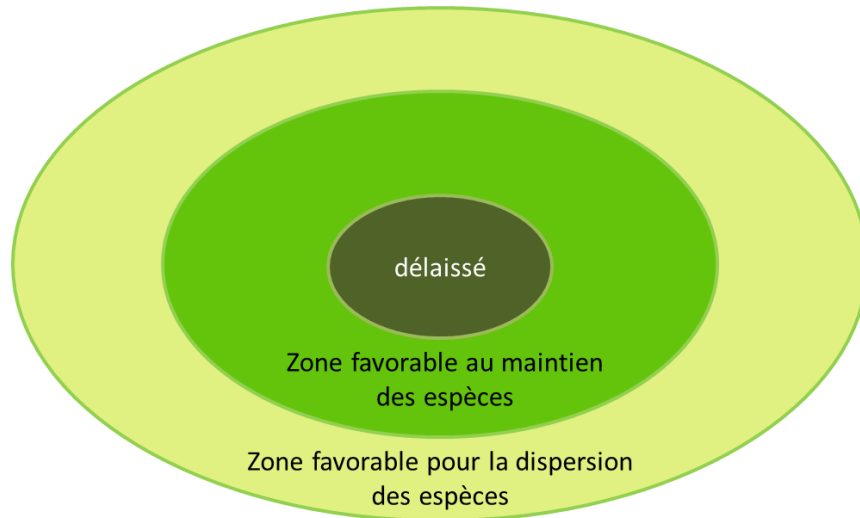 délaissé
Zone favorable au maintien
des espèces
Zone favorable pour la dispersion
des espèces